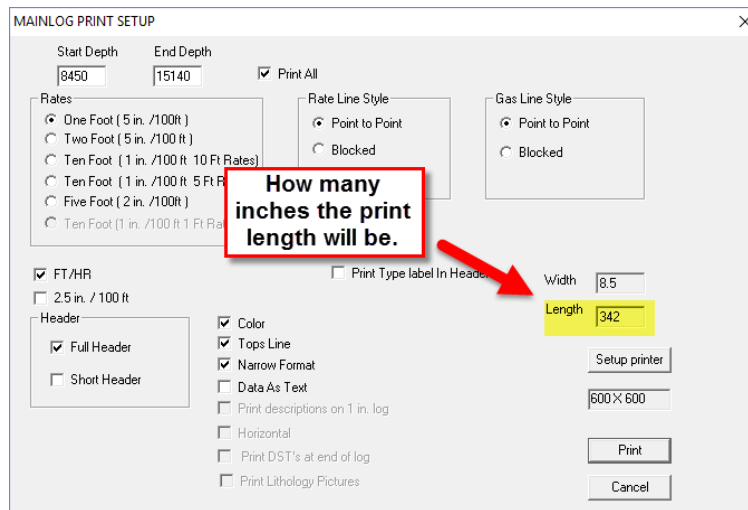 MAINLOG PRINT SETUP
Start Depth End Depth
8450 15140 Print All
Rates
One Foot ( 5 in. /100ft )
Two Foot ( 5 in. /100 ft )
Ten Foot ( 1 in. /100 ft 10 Ft Rates)
Ten Foot ( 1 in. /100 ft 5 Ft R
Five Foot ( 2 in. /100ft )
Ten Foot (1 in. /100 ft 1 Ft Ra
Rate Line Style
Point to Point
Blocked
Gas Line Style
Point to Point
Blocked
How many
inches the print
length will be.
FT/HR
2.5 in. / 100 ft
Print Type label In Header
Width 8.5
Length 342
Header
Full Header
Short Header
Color
Tops Line
Narrow Format
Data As Text
Print descriptions on 1 in. log
Horizontal
Print DST's at end of log
Print Lithology Pictures
Setup printer
600 X 600
Print
Cancel